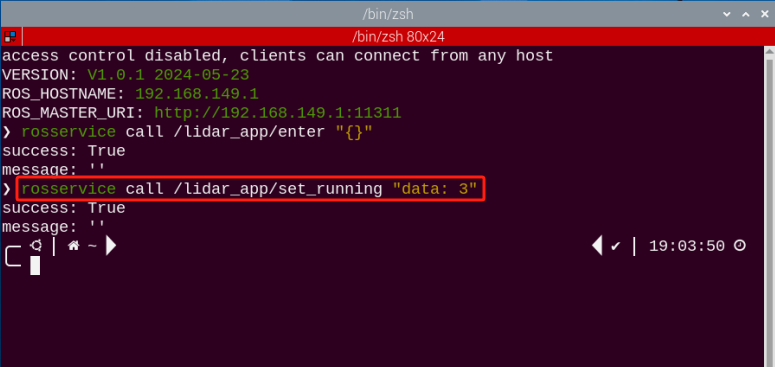 /bin/zsh
/bin/zsh 80x24
access control disabled, clients can connect from any host
VERSION: V1.0.1 2024-05-23
ROS_HOSTNAME: 192.168.149.1
ROS_MASTER_URI: http://192.168.149.1:11311
❯ rosservice call /lidar_app/enter "{}"
success: True
message: ''
❯ rosservice call /lidar_app/set_running "data: 3"
success: True
message: ''
~ ✔ 19:03:50